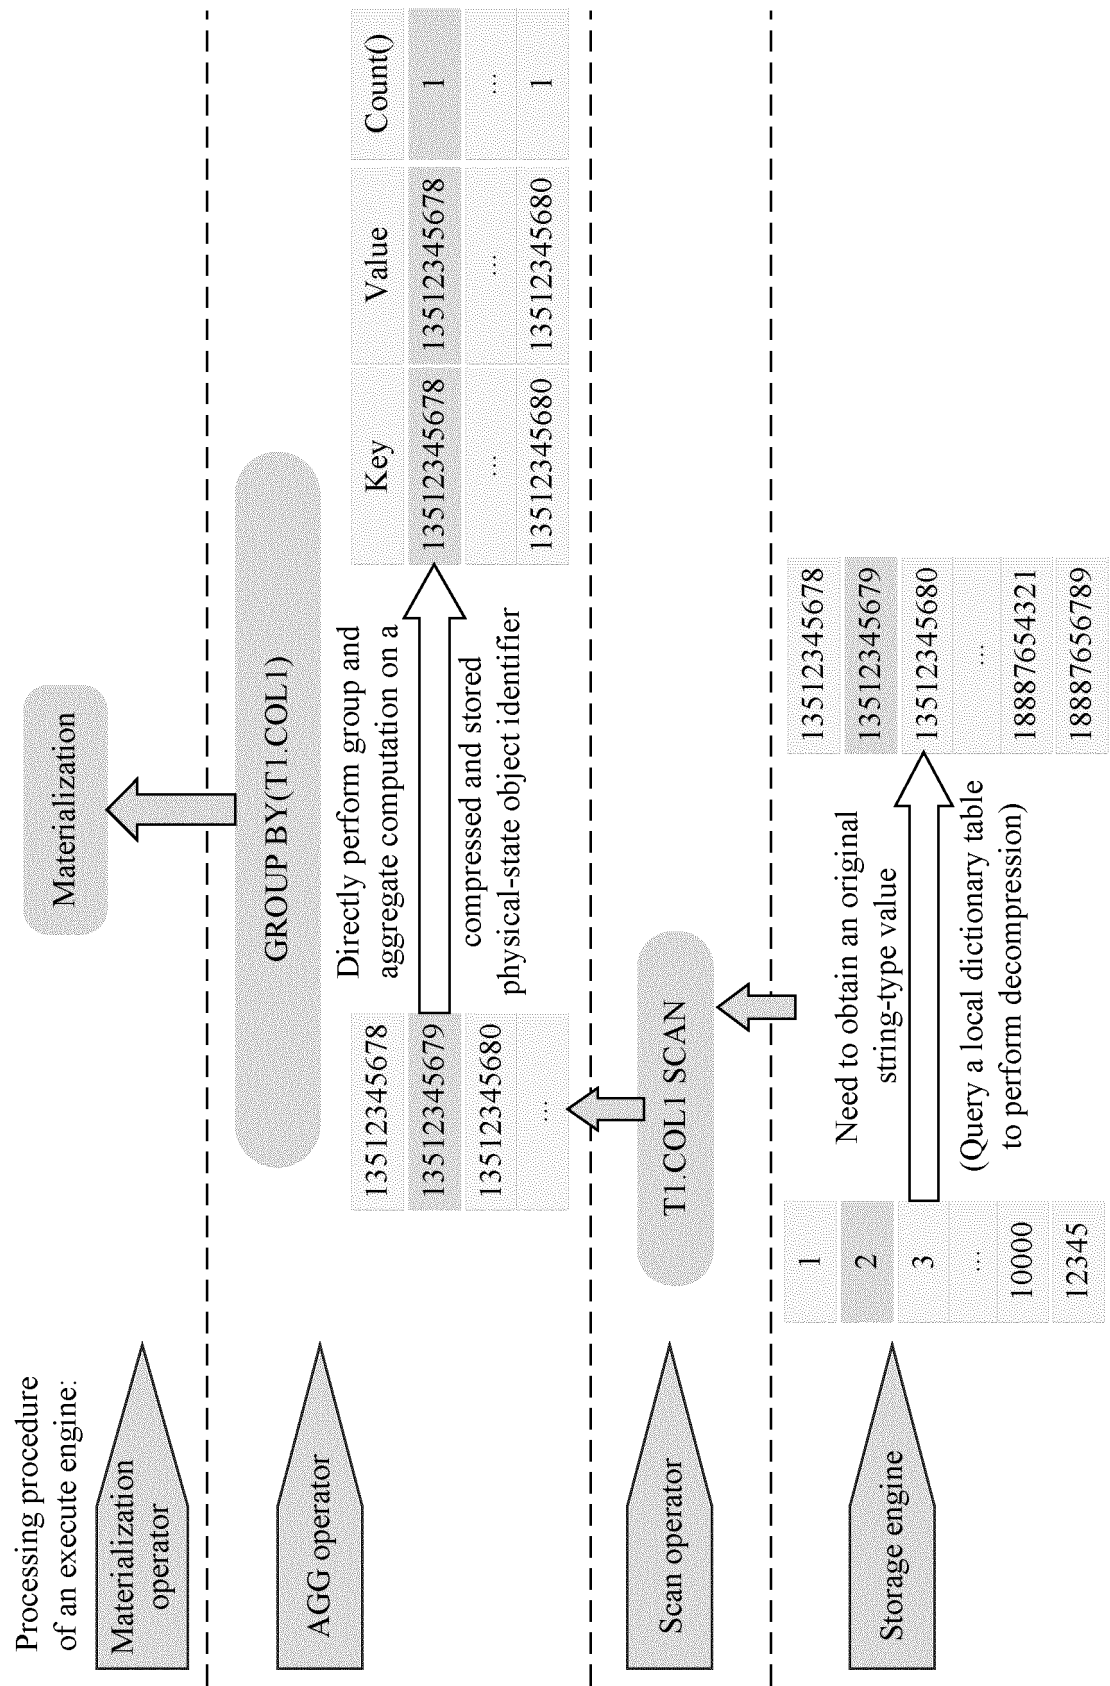 Processing procedure
of an execute engine:
Materialization
operator
Materialization
AGG operator
GROUP BY(T1.COL1)
13512345678
13512345679
13512345680
...
Directly perform group and
aggregate computation on a
compressed and stored
physical-state object identifier
Key Value Count()
13512345678 13512345678 1
... ... ...
13512345680 13512345680 1
Scan operator
T1.COL1 SCAN
Storage engine
1
2
3
...
10000
12345
Need to obtain an original
string-type value
(Query a local dictionary table
to perform decompression)
13512345678
13512345679
13512345680
...
18887654321
18887656789